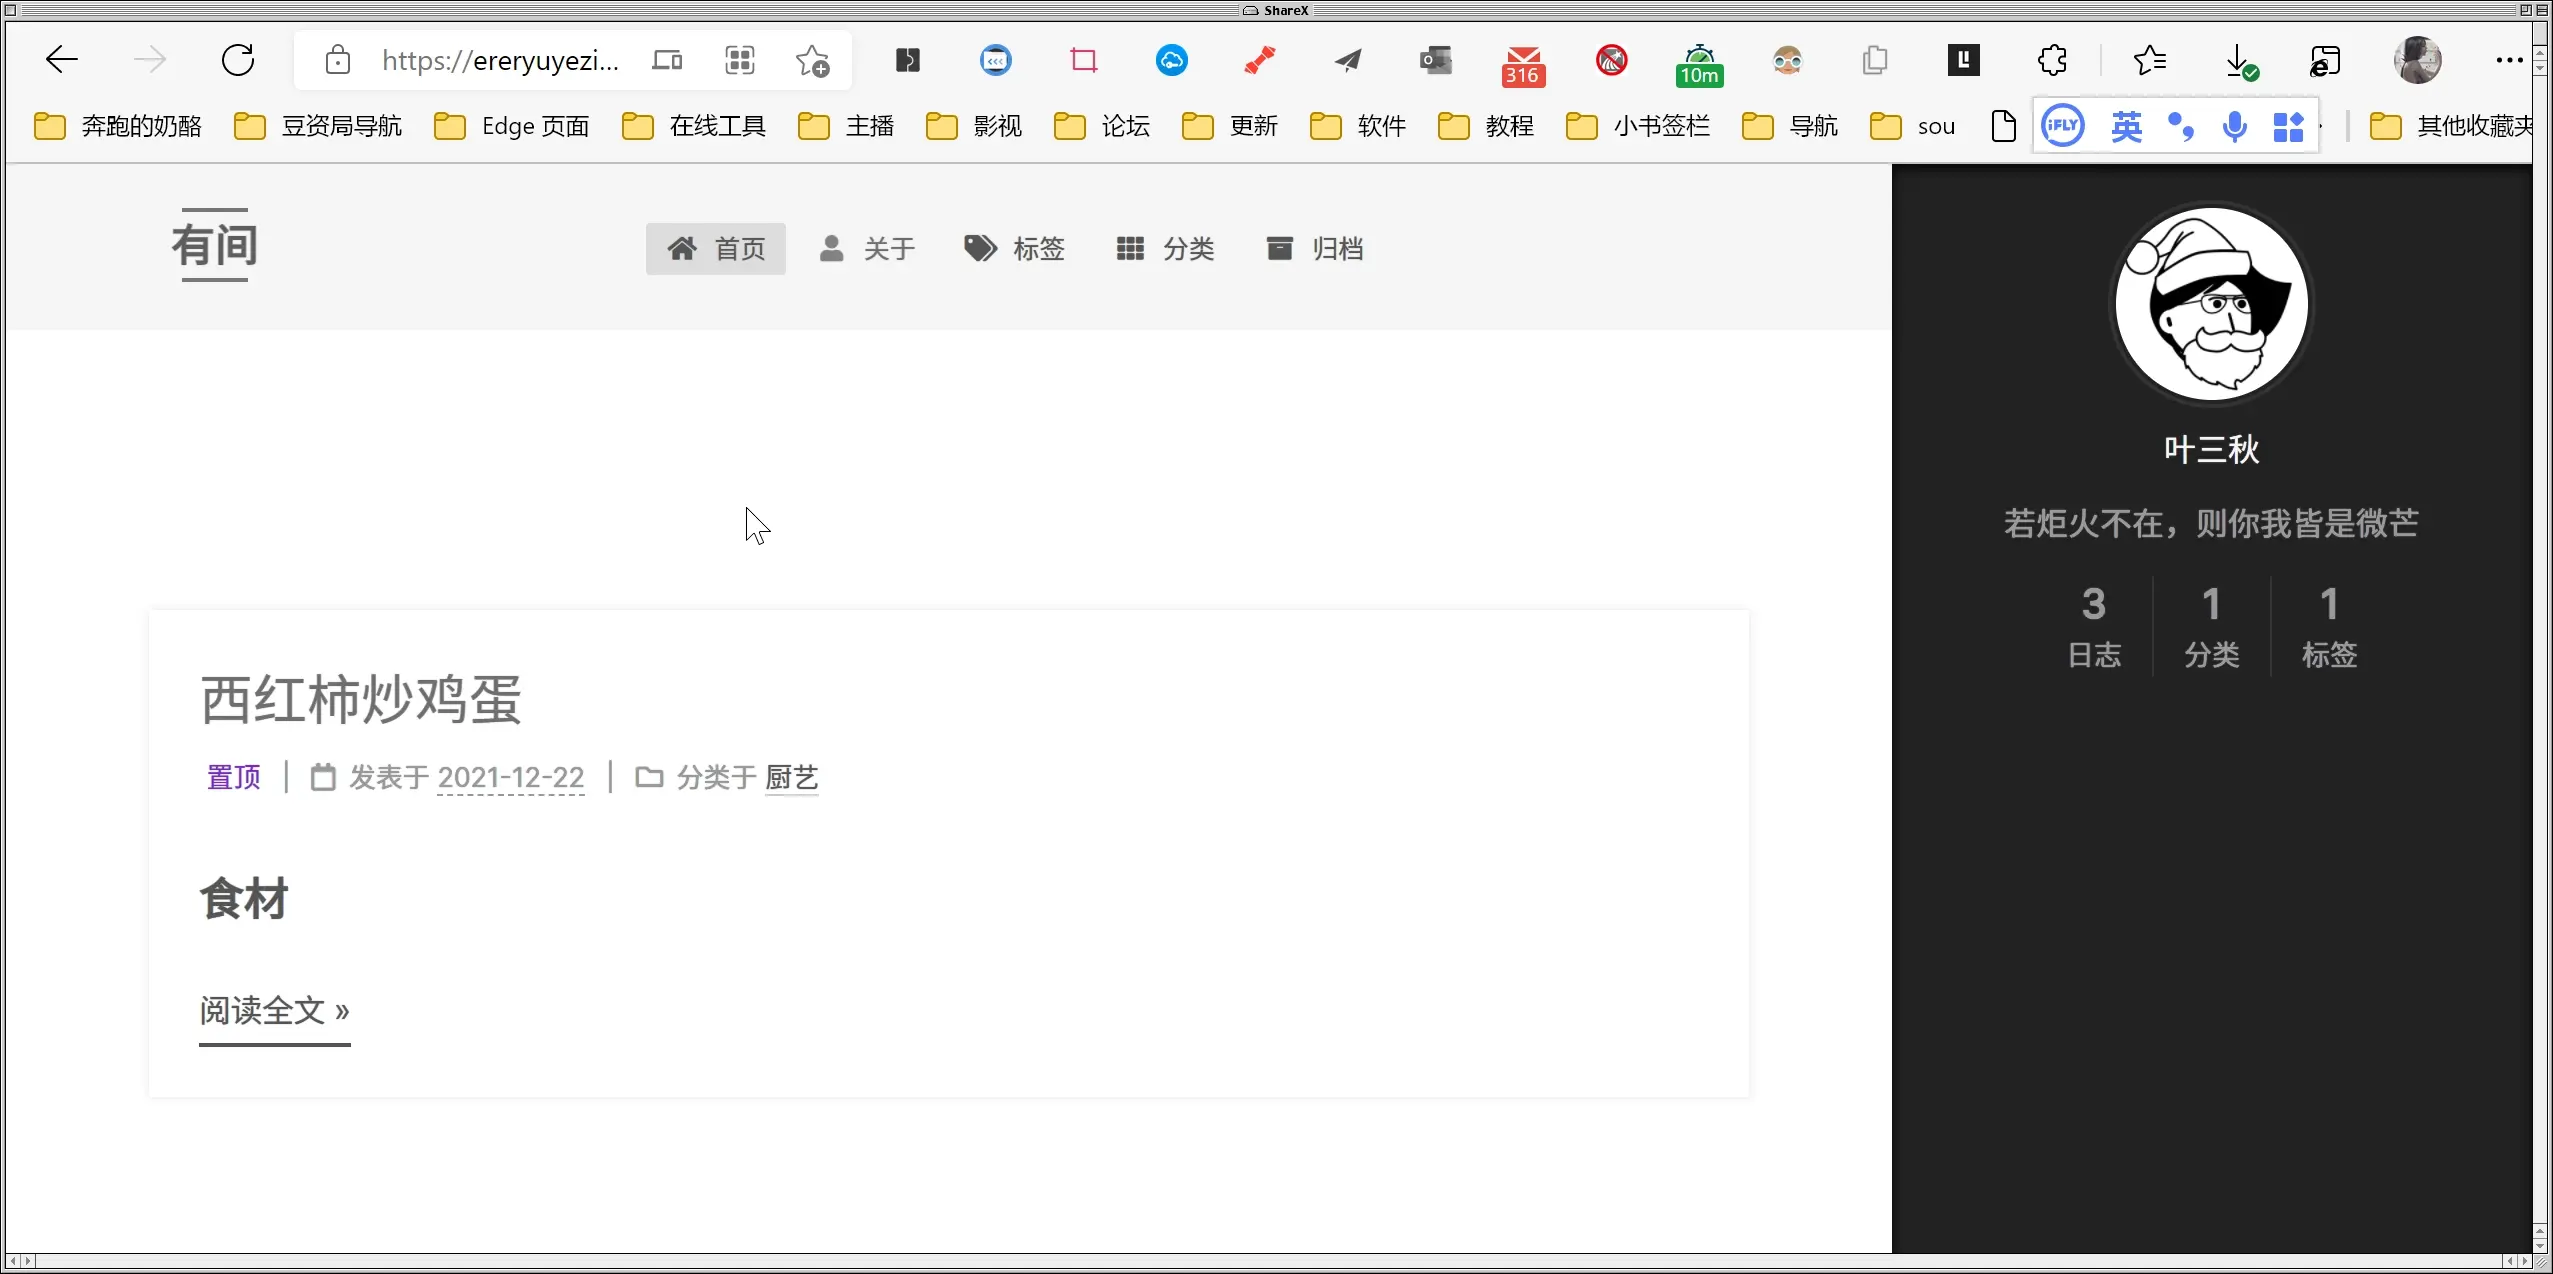 ShareX
https://ereryuyezi...
316
10m
奔跑的奶酪 豆资局导航 Edge 页面 在线工具 主播 影视 论坛 更新 软件 教程 小书签栏 导航 sou iFLY 英 其他收藏夹
有间
首页 关于 标签 分类 归档
叶三秋
若炬火不在，则你我皆是微芒
3 1 1
日志 分类 标签
西红柿炒鸡蛋
置顶 | 发表于 2021-12-22 | 分类于 厨艺
食材
阅读全文 »